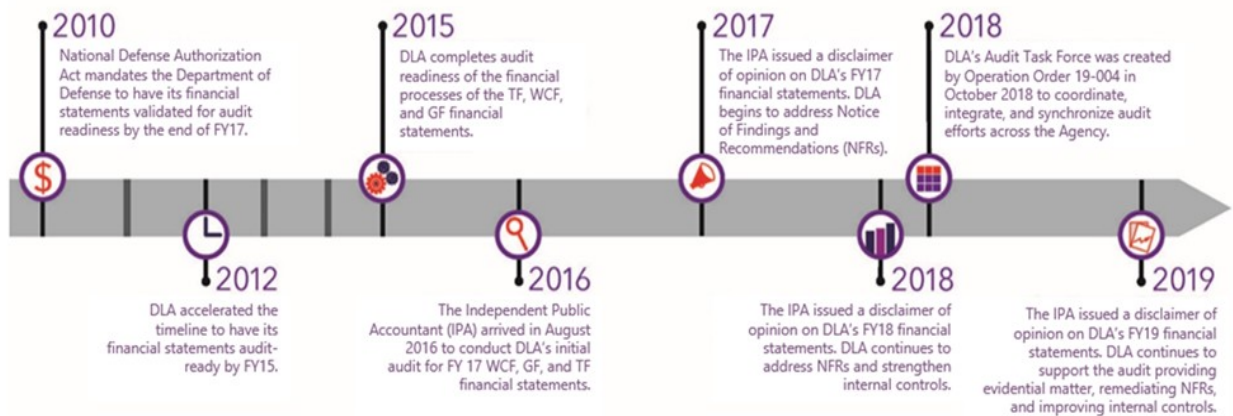 2010
National Defense Authorization
Act mandates the Department of
Defense to have its financial
statements validated for audit
readiness by the end of FY17.
2015
DLA completes audit
readiness of the financial
processes of the TF, WCF,
and GF financial
statements.
2017
The IPA issued a disclaimer
of opinion on DLA's FY17
financial statements. DLA
begins to address Notice
of Findings and
Recommendations (NFRs).
2018
DLA's Audit Task Force was created
by Operation Order 19-004 in
October 2018 to coordinate,
integrate, and synchronize audit
efforts across the Agency.
$
2012
DLA accelerated the
timeline to have its
financial statements audit-
ready by FY15.
2016
The Independent Public
Accountant (IPA) arrived in August
2016 to conduct DLA's initial
audit for FY 17 WCF, GF, and TF
financial statements.
2018
The IPA issued a disclaimer of
opinion on DLA's FY18 financial
statements. DLA continues to
address NFRs and strengthen
internal controls.
2019
The IPA issued a disclaimer of
opinion on DLA's FY19 financial
statements. DLA continues to
support the audit providing
evidential matter, remediating NFRs,
and improving internal controls.